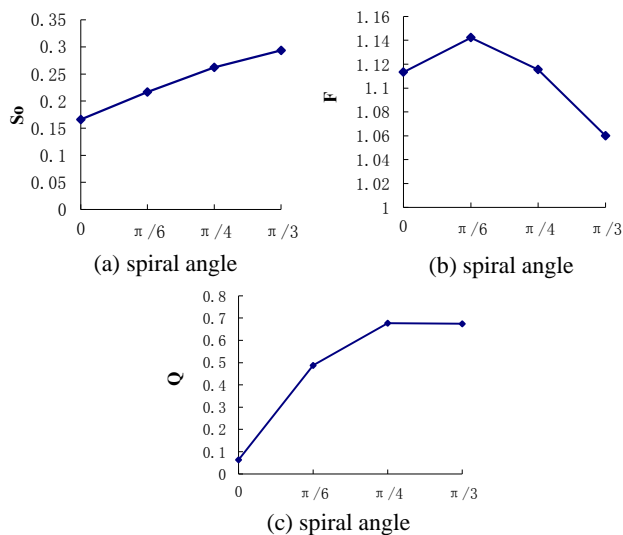 0.35
0.3
0.25
0.2
0.15
0.1
0.05
0
So
0 π/6 π/4 π/3
(a) spiral angle
1.16
1.14
1.12
1.1
1.08
1.06
1.04
1.02
1
F
0 π/6 π/4 π/3
(b) spiral angle
0.8
0.7
0.6
0.5
0.4
0.3
0.2
0.1
0
Q
0 π/6 π/4 π/3
(c) spiral angle